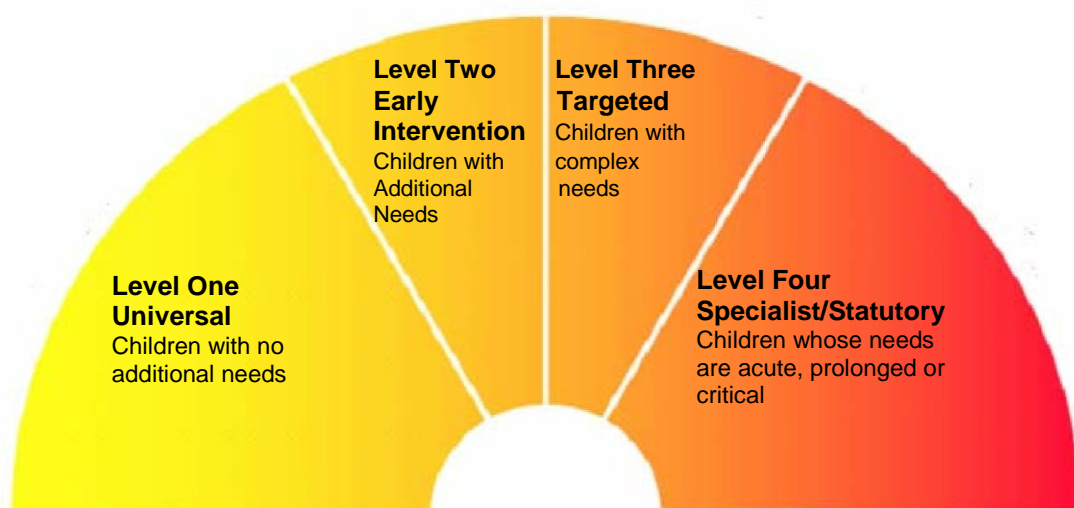 Level One
Universal
Children with no
additional needs
Level Two
Early
Intervention
Children with
Additional
Needs
Level Three
Targeted
Children with
complex
needs
Level Four
Specialist/Statutory
Children whose needs
are acute, prolonged or
critical